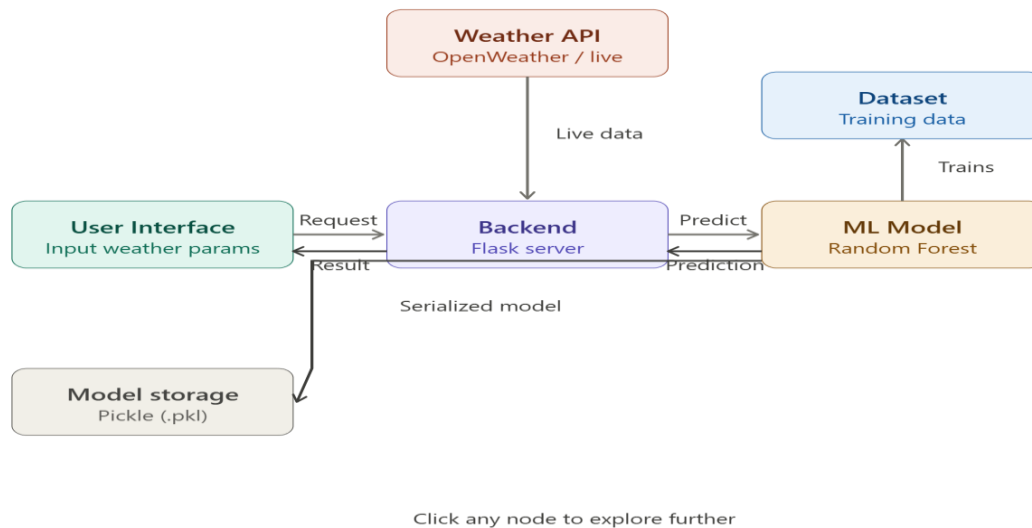 Weather API
OpenWeather / live
Dataset
Training data
Live data
Trains
User Interface
Input weather params
Request
Backend
Flask server
Predict
ML Model
Random Forest
Result
Prediction
Serialized model
Model storage
Pickle (.pkl)
Click any node to explore further